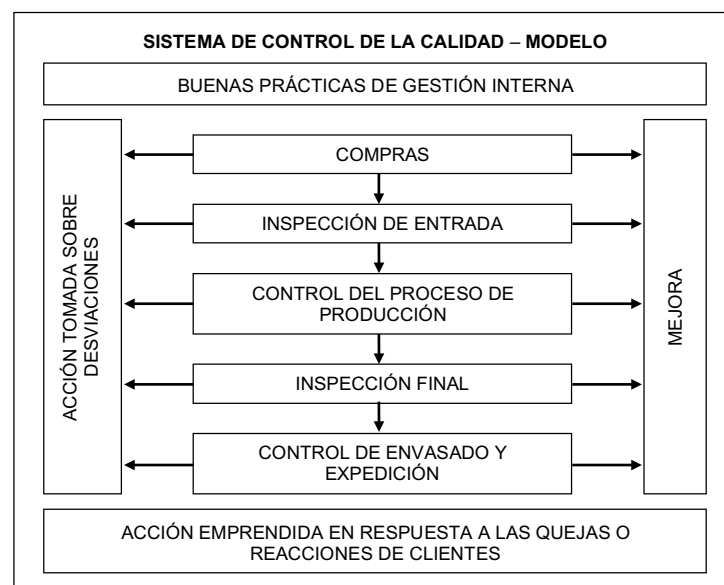 SISTEMA DE CONTROL DE LA CALIDAD – MODELO
BUENAS PRÁCTICAS DE GESTIÓN INTERNA
ACCIÓN TOMADA SOBRE
DESVIACIONES
COMPRAS
INSPECCIÓN DE ENTRADA
CONTROL DEL PROCESO DE
PRODUCCIÓN
INSPECCIÓN FINAL
CONTROL DE ENVASADO Y
EXPEDICIÓN
MEJORA
ACCIÓN EMPRENDIDA EN RESPUESTA A LAS QUEJAS O
REACCIONES DE CLIENTES